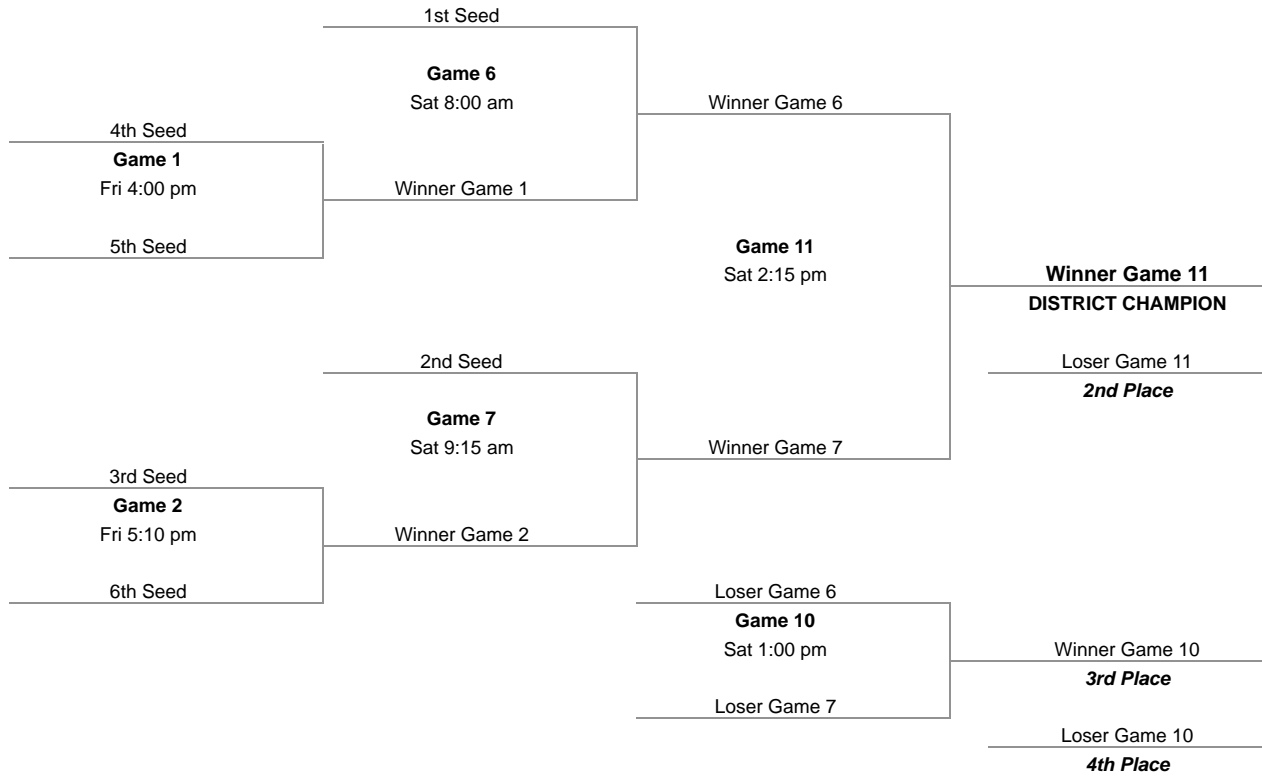 1st Seed
Game 6
Sat 8:00 am
Winner Game 6
4th Seed
Game 1
Fri 4:00 pm
Winner Game 1
5th Seed
Game 11
Sat 2:15 pm
Winner Game 11
DISTRICT CHAMPION
2nd Seed
Loser Game 11
2nd Place
Game 7
Sat 9:15 am
Winner Game 7
3rd Seed
Game 2
Fri 5:10 pm
Winner Game 2
6th Seed
Loser Game 6
Game 10
Sat 1:00 pm
Winner Game 10
3rd Place
Loser Game 7
Loser Game 10
4th Place